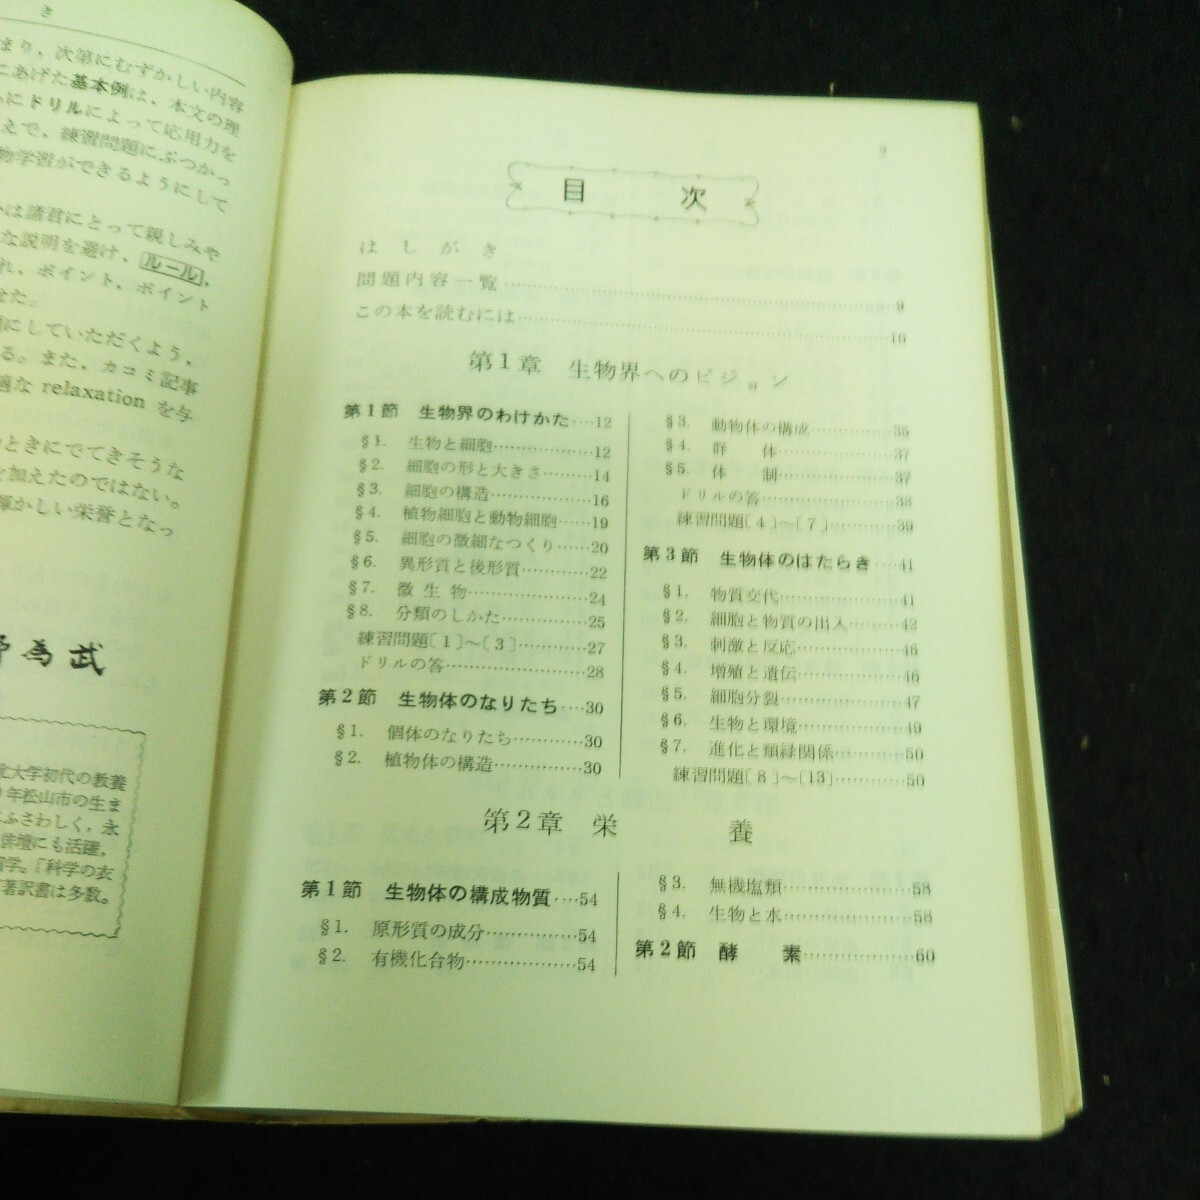 き
まり，次第にむずかしい内容
にあげた基本例は，本文の理
にドリルによって応用力を
えで，練習問題にぶつかっ
物学習ができるようにして
は諸君にとって親しみや
な説明を避け，ルール，
れ，ポイント，ポイント
せた。
にしていただくよう，
る。また，カコミ記事
適な relaxation を与
ときにでてきそうな
を加えたのではない。
輝かしい栄誉となっ
野為武
大学初代の教養
年松山市の生ま
にふさわしく，永
俳壇にも活躍，
留学。「科学の衣
著訳書は多数。
9
目　次
はしがき
問題内容一覧……9
この本を読むには……10
第1章　生物界へのビジョン
第1節　生物界のわけかた……12
§1.　生物と細胞……12
§2.　細胞の形と大きさ……14
§3.　細胞の構造……16
§4.　植物細胞と動物細胞……19
§5.　細胞の微細なつくり……20
§6.　異形質と後形質……22
§7.　微生物……24
§8.　分類のしかた……25
練習問題〔1〕〜〔3〕……27
ドリルの答……28
第2節　生物体のなりたち……30
§1.　個体のなりたち……30
§2.　植物体の構造……30
§3.　動物体の構成……35
§4.　群　体……37
§5.　体　制……37
ドリルの答……38
練習問題〔4〕〜〔7〕……39
第3節　生物体のはたらき……41
§1.　物質交代……41
§2.　細胞と物質の出入……42
§3.　刺激と反応……46
§4.　増殖と遺伝……46
§5.　細胞分裂……47
§6.　生物と環境……49
§7.　進化と類縁関係……50
練習問題〔8〕〜〔13〕……50
第2章　栄　養
第1節　生物体の構成物質……54
§1.　原形質の成分……54
§2.　有機化合物……54
§3.　無機塩類……58
§4.　生物と水……58
第2節　酵　素……60